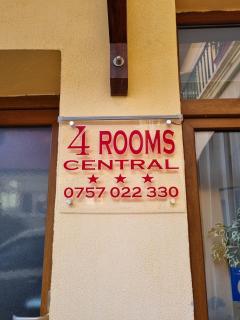 4 ROOMS
CENTRAL
★ ★ ★
0757 022 330